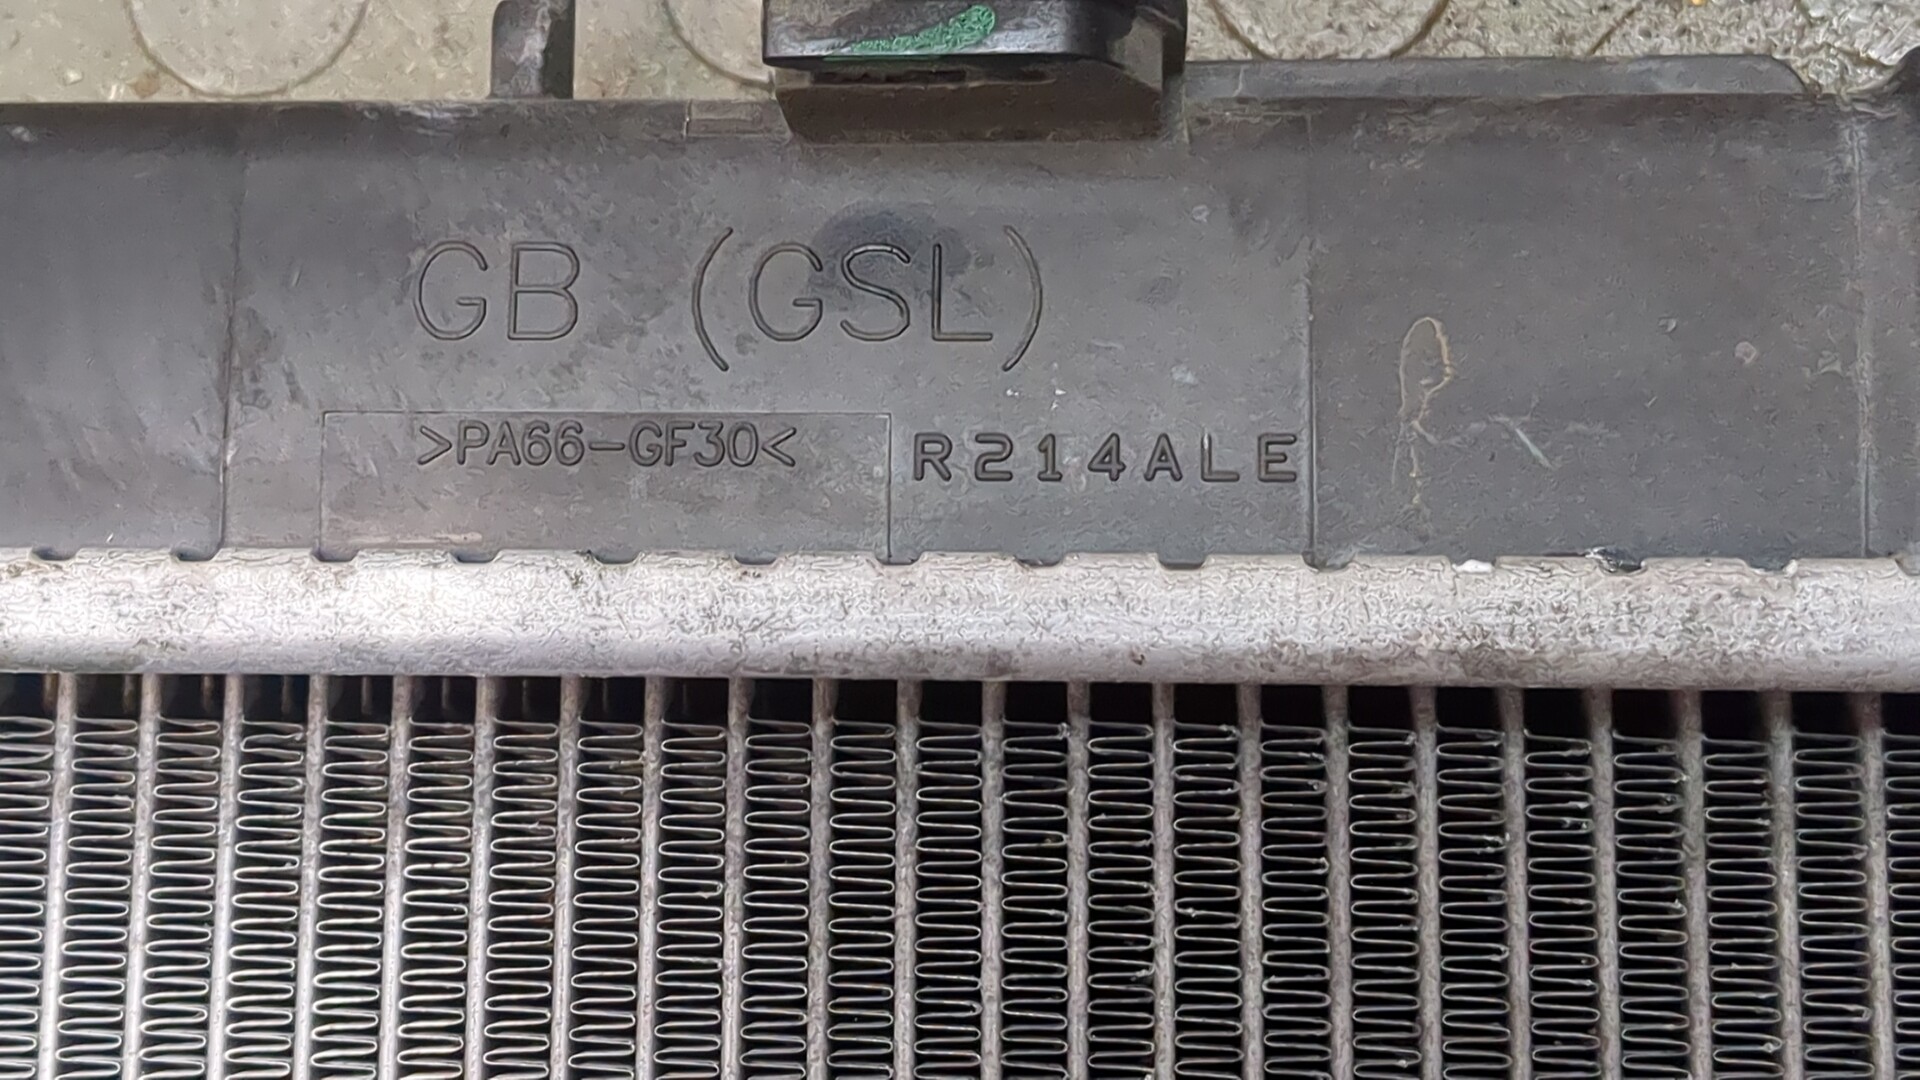 GB (GSL)
>PA66-GF30< R214ALE
R